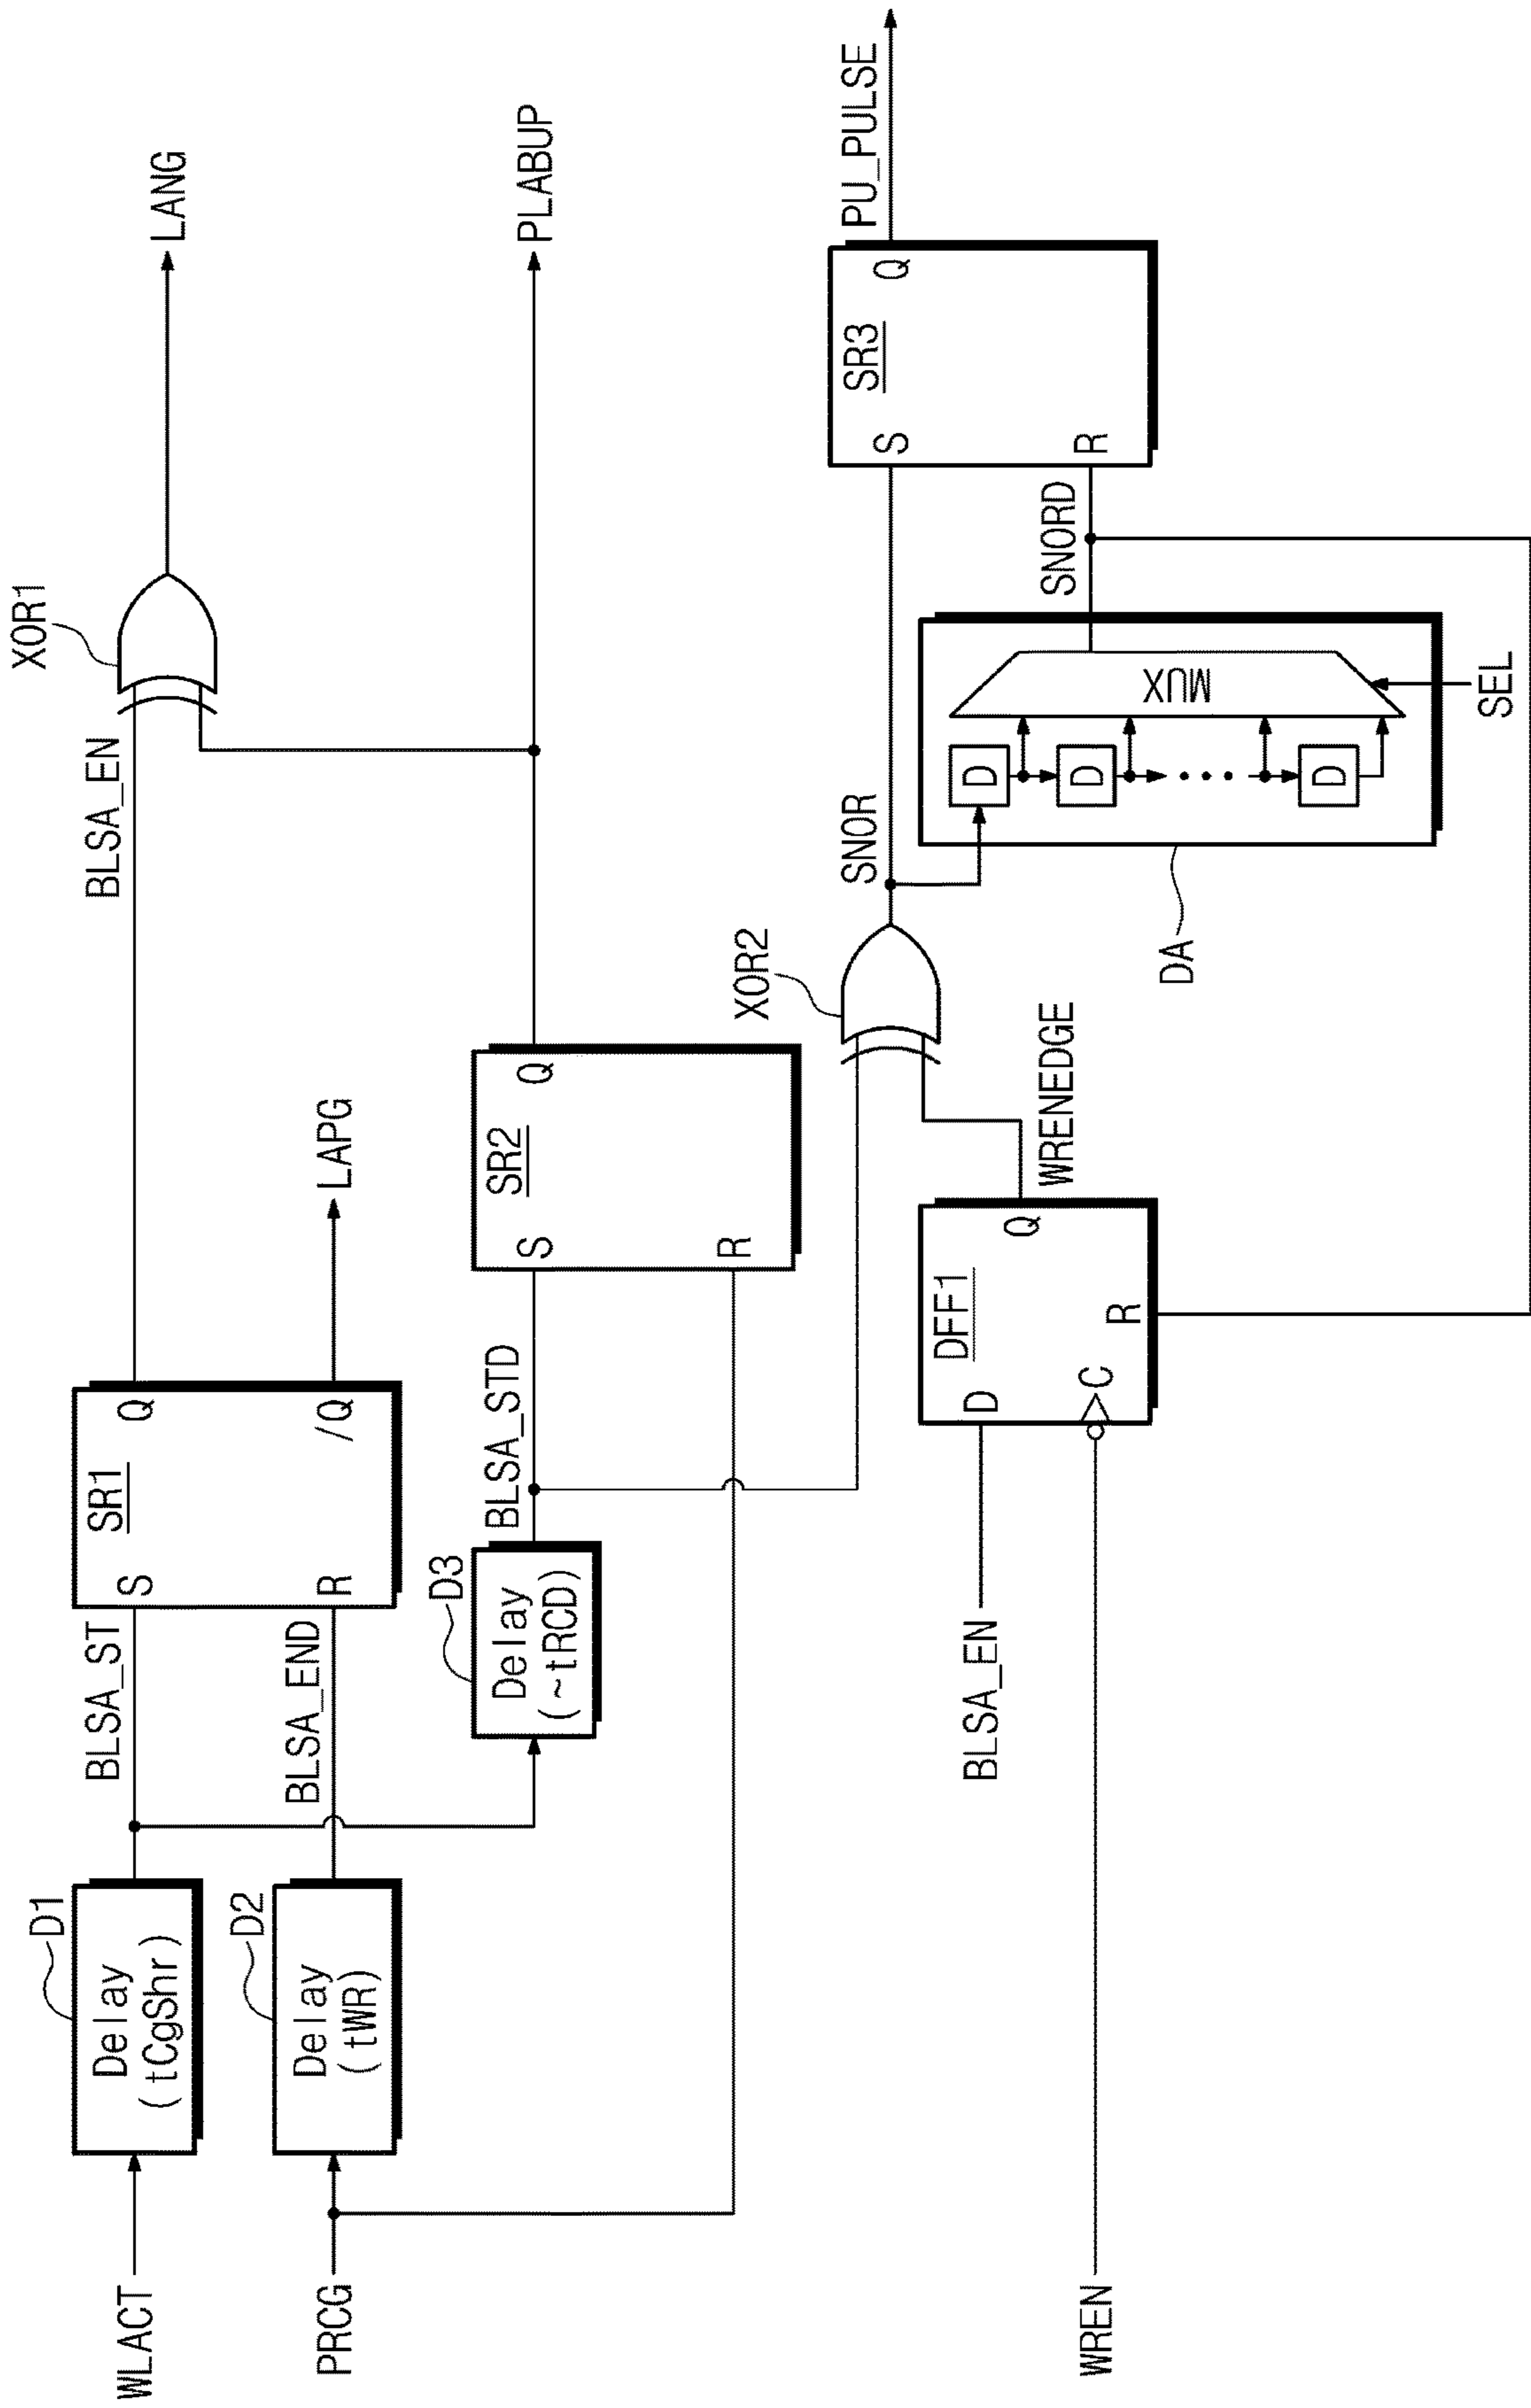 WLACT
PRCG
WREN
Delay
(tCgShr)
D1
Delay
(tWR)
D2
BLSA_ST
BLSA_END
S
R
SR1
Q
/Q
LAPG
BLSA_EN
XOR1
LANG
Delay
(~tRCD)
D3
BLSA_STD
S
R
SR2
Q
PLABUP
BLSA_EN
D
C
R
DFF1
Q
WRENEDGE
XOR2
SNOR
DA
D
D
D
MUX
SEL
SNORD
S
R
SR3
Q
PU_PULSE